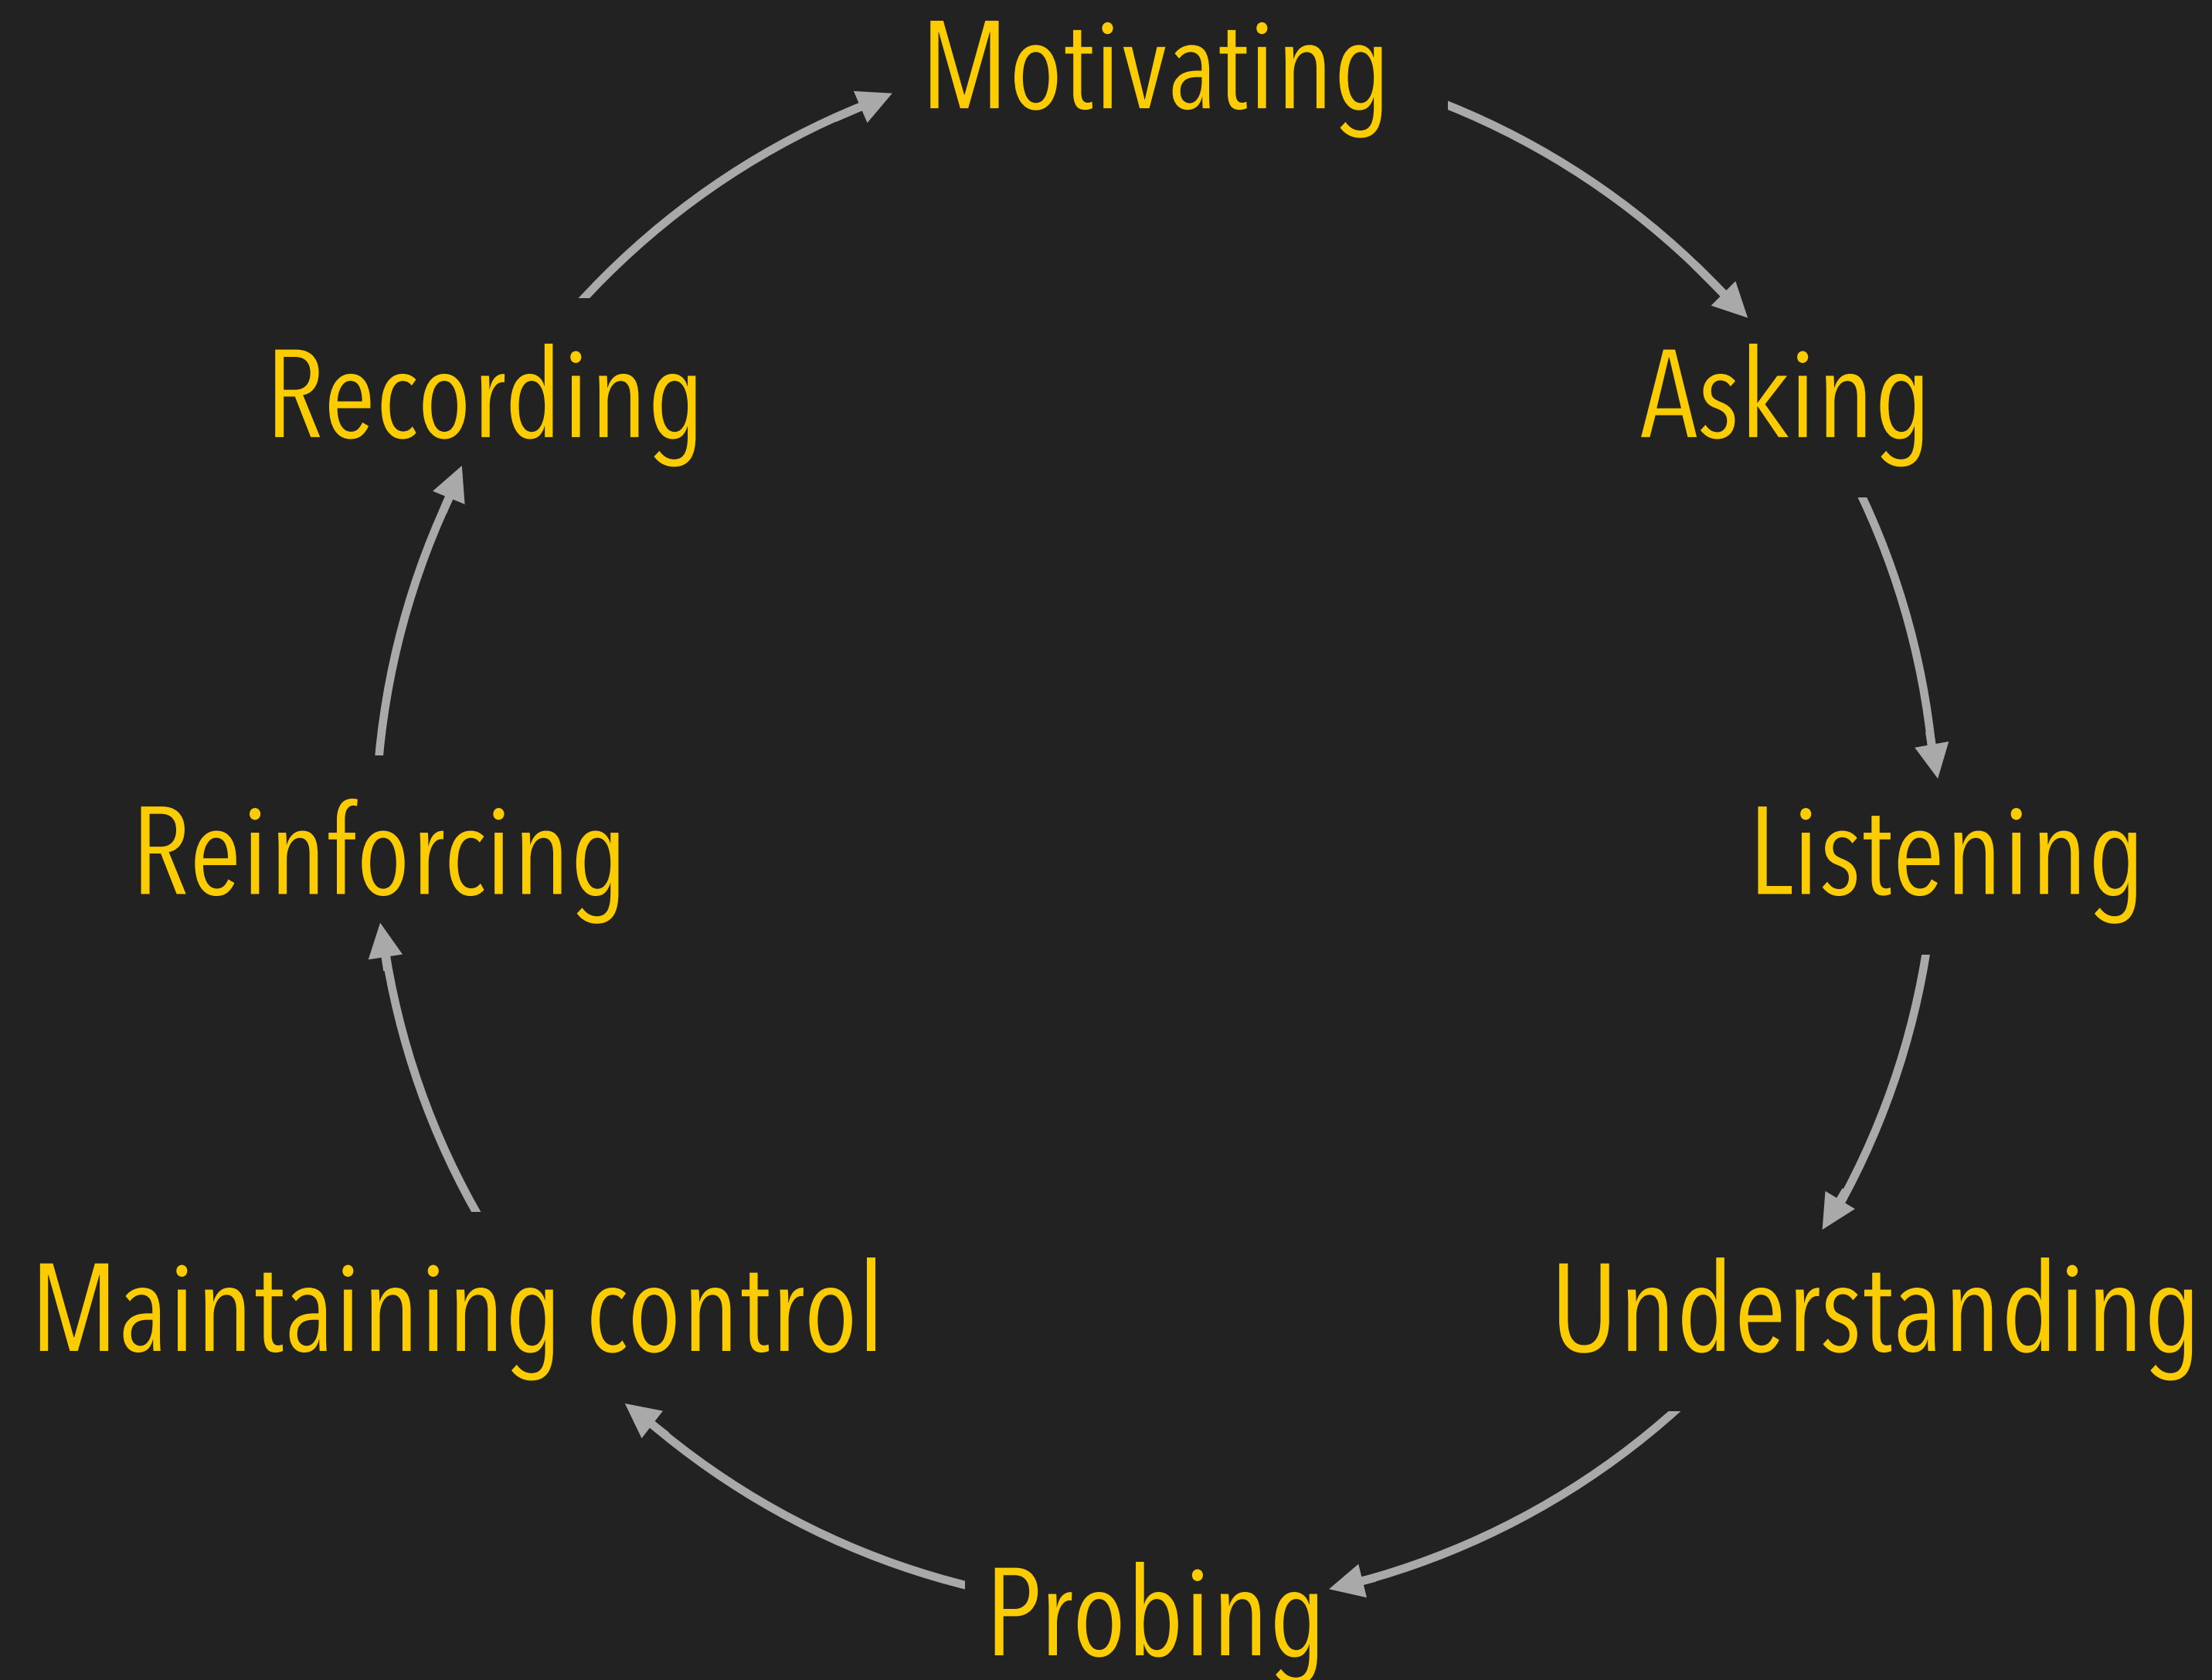 Motivating
Asking
Listening
Understanding
Probing
Maintaining control
Reinforcing
Recording